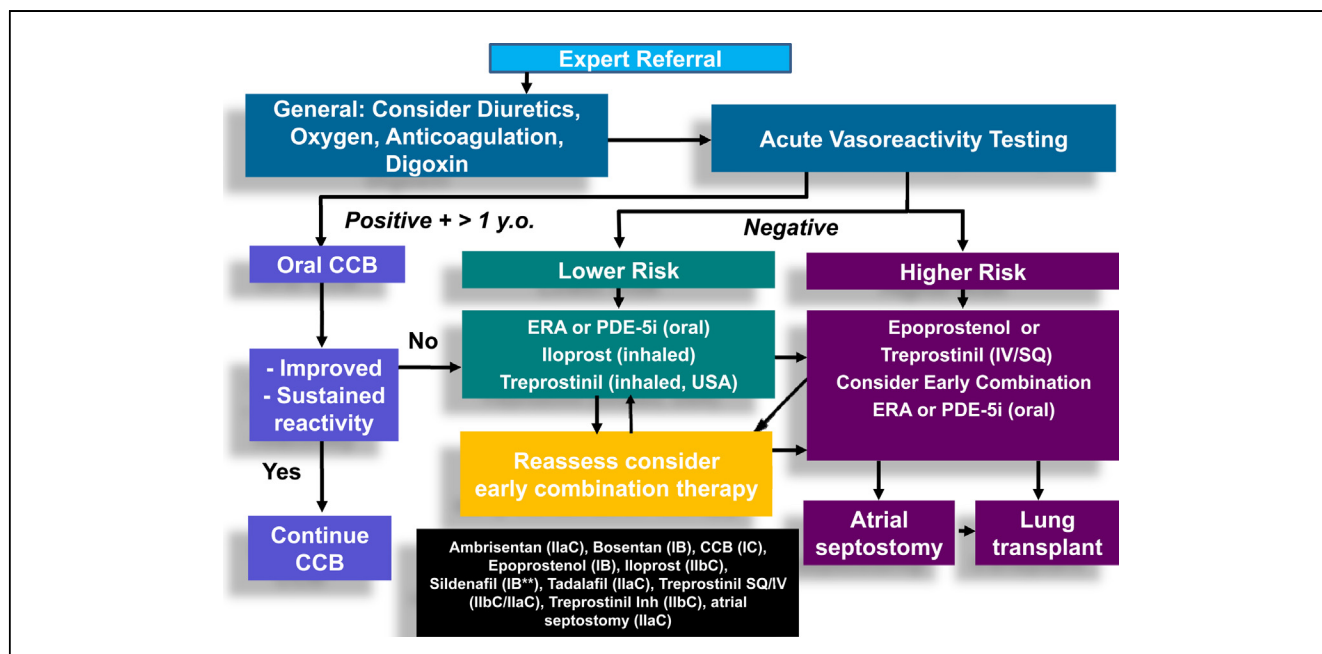 Expert Referral
General: Consider Diuretics,
Oxygen, Anticoagulation,
Digoxin
Acute Vasoreactivity Testing
Positive + > 1 y.o.
Negative
Oral CCB
Lower Risk
Higher Risk
No
- Improved
- Sustained
reactivity
ERA or PDE-5i (oral)
Iloprost (inhaled)
Treprostinil (inhaled, USA)
Epoprostenol or
Treprostinil (IV/SQ)
Consider Early Combination
ERA or PDE-5i (oral)
Yes
Reassess consider
early combination therapy
Continue
CCB
Atrial
septostomy
Lung
transplant
Ambrisentan (IIaC), Bosentan (IB), CCB (IC),
Epoprostenol (IB), Iloprost (IIbC),
Sildenafil (IB**), Tadalafil (IIaC), Treprostinil SQ/IV
(IIbC/IIaC), Treprostinil Inh (IIbC), atrial
septostomy (IIaC)